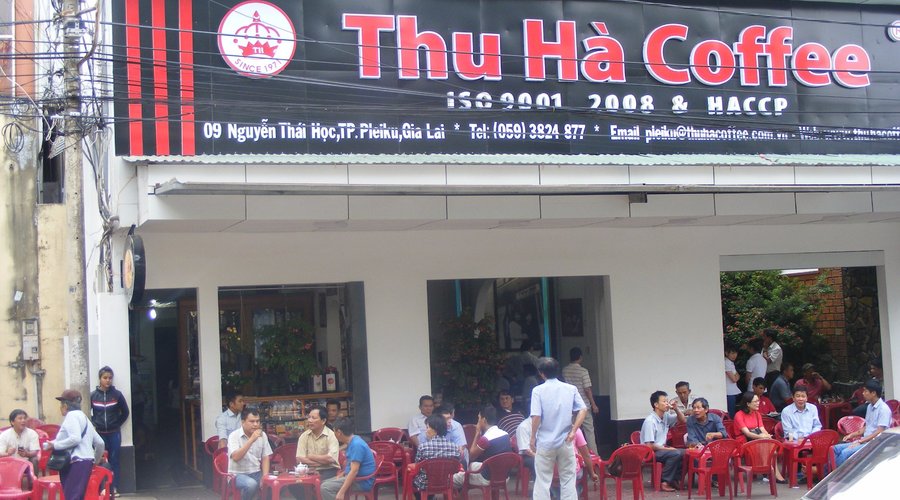 TH
SINCE 197
Thu Hà Coffee
ISO 9001 2008 & HACCP
09 Nguyễn Thái Học,TP.Pleiku,Gia Lai * Tel: (059) 3824 877 * Email pleiku@thuhacoffee.com.vn -